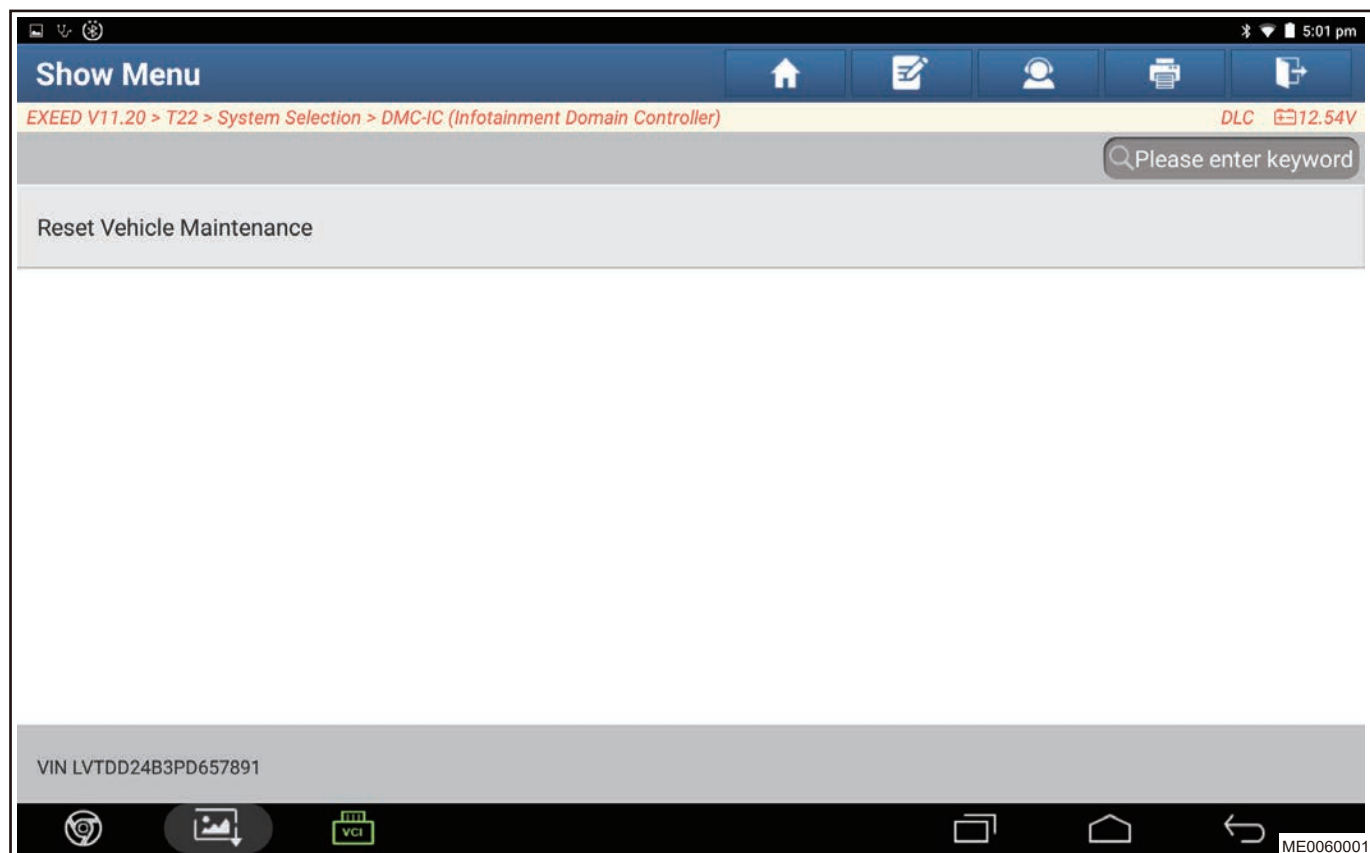 5:01 pm
Show Menu
EXEED V11.20 > T22 > System Selection > DMC-IC (Infotainment Domain Controller) DLC 12.54V
Please enter keyword
Reset Vehicle Maintenance
VIN LVTDD24B3PD657891
VCI
ME0060001